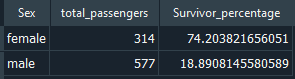 Sex total_passengers Survivor_percentage
female 314 74.203821656051
male 577 18.8908145580589